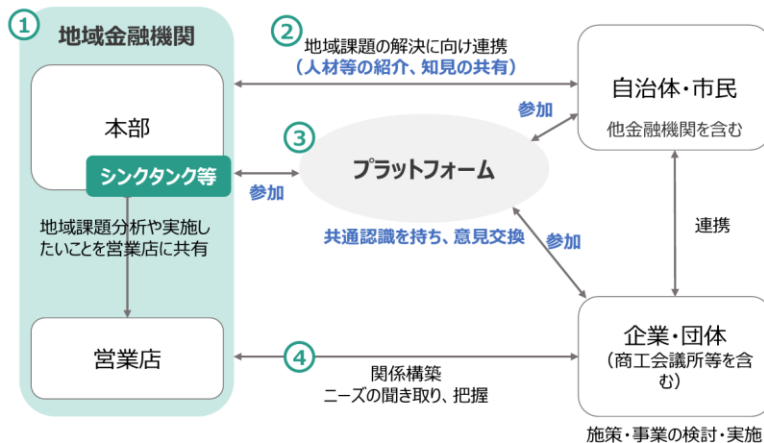 ①
地域金融機関
本部
シンクタンク等
地域課題分析や実施し
たいことを営業店に共有
営業店
②
地域課題の解決に向け連携
（人材等の紹介、知見の共有）
自治体・市民
他金融機関を含む
③
プラットフォーム
参加
参加
参加
共通認識を持ち、意見交換
連携
④
関係構築
ニーズの聞き取り、把握
企業・団体
（商工会議所等を含
む）
施策・事業の検討・実施